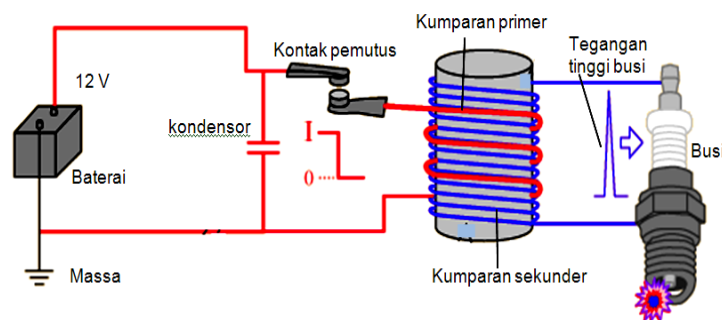 Kumparan primer
Kontak pemutus
Tegangan
tinggi busi
12 V
kondensor
I
0
Busi
Baterai
Massa
Kumparan sekunder